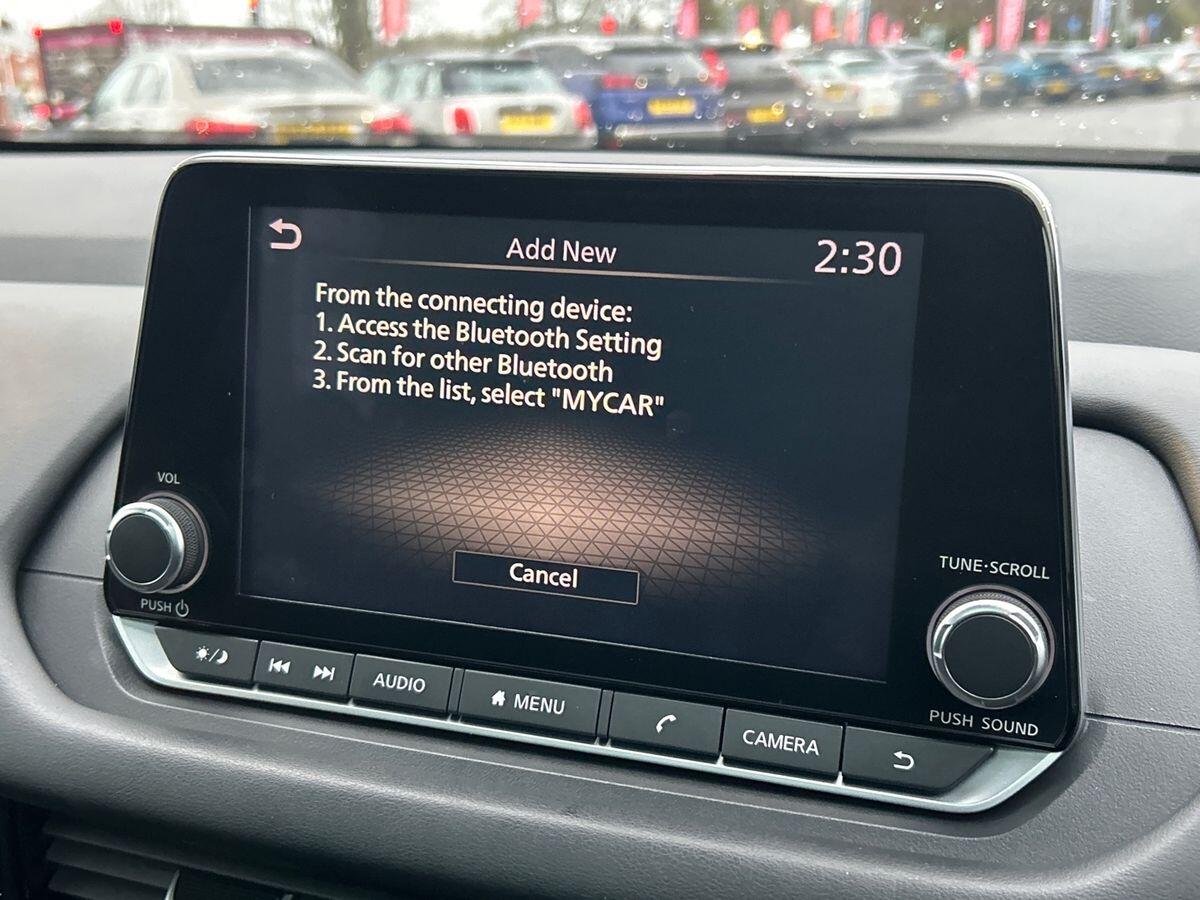 Add New
2:30
From the connecting device:
1. Access the Bluetooth Setting
2. Scan for other Bluetooth
3. From the list, select "MYCAR"
Cancel
VOL
PUSH
TUNE·SCROLL
PUSH SOUND
AUDIO
MENU
CAMERA